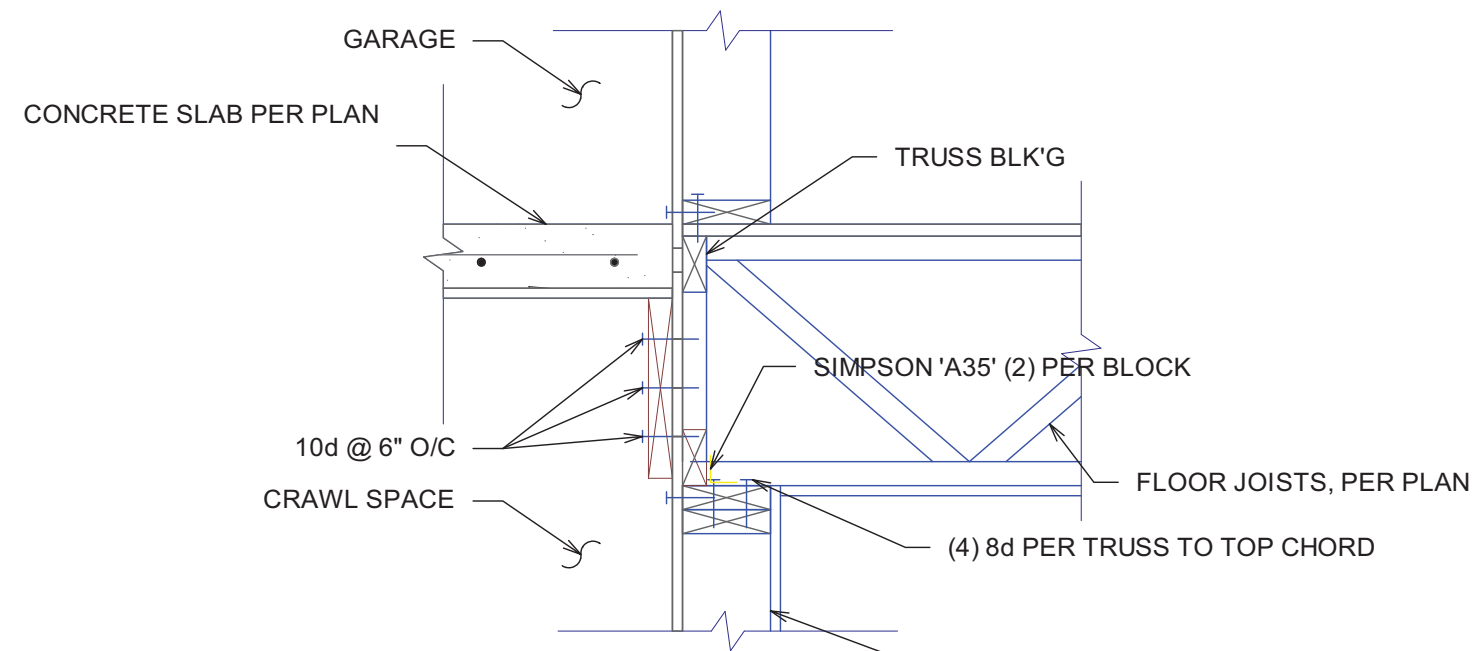 GARAGE
CONCRETE SLAB PER PLAN
TRUSS BLK'G
SIMPSON 'A35' (2) PER BLOCK
10d @ 6" O/C
CRAWL SPACE
FLOOR JOISTS, PER PLAN
(4) 8d PER TRUSS TO TOP CHORD